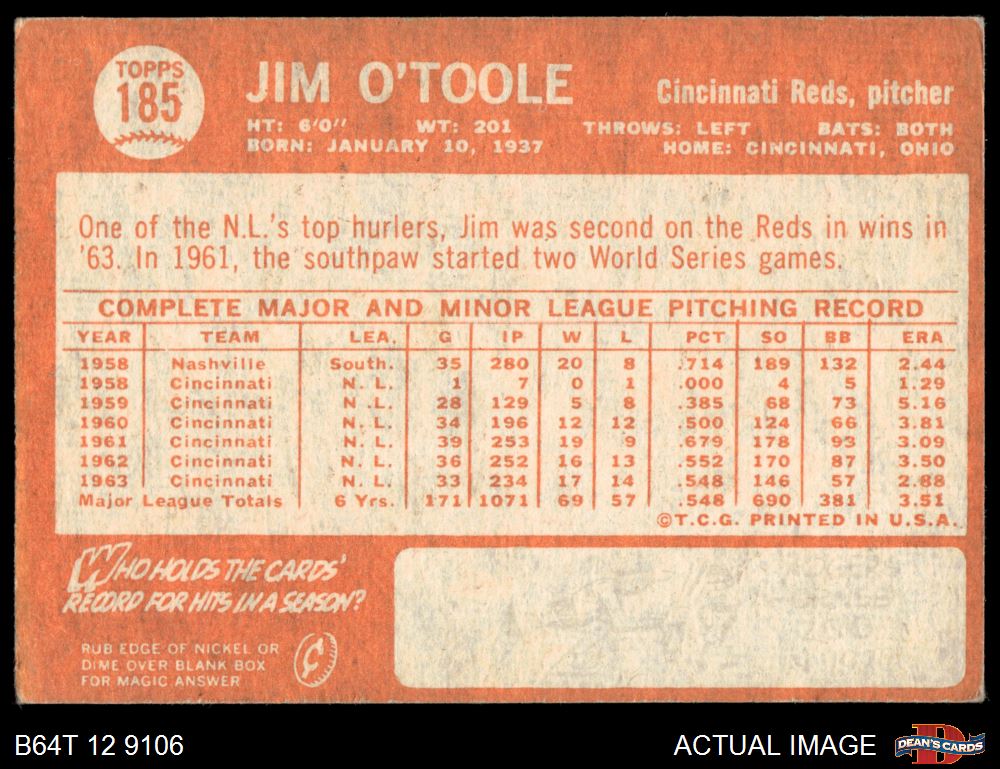 TOPPS
185
JIM O'TOOLE
Cincinnati Reds, pitcher
HT: 6'0" WT: 201 THROWS: LEFT BATS: BOTH
BORN: JANUARY 10, 1937 HOME: CINCINNATI, OHIO
One of the N.L.'s top hurlers, Jim was second on the Reds in wins in
'63. In 1961, the southpaw started two World Series games.
COMPLETE MAJOR AND MINOR LEAGUE PITCHING RECORD
YEAR TEAM LEA. G IP W L PCT SO BB ERA
1958 Nashville South. 35 280 20 8 .714 189 132 2.44
1958 Cincinnati N. L. 1 7 0 1 .000 4 5 1.29
1959 Cincinnati N. L. 28 129 5 8 .385 68 73 5.16
1960 Cincinnati N. L. 34 196 12 12 .500 124 66 3.81
1961 Cincinnati N. L. 39 253 19 9 .679 178 93 3.09
1962 Cincinnati N. L. 36 252 16 13 .552 170 87 3.50
1963 Cincinnati N. L. 33 234 17 14 .548 146 57 2.88
Major League Totals 6 Yrs. 171 1071 69 57 .548 690 381 3.51
©T.C.G. PRINTED IN U.S.A.
WHO HOLDS THE CARDS'
RECORD FOR HITS IN A SEASON?
RUB EDGE OF NICKEL OR
DIME OVER BLANK BOX
FOR MAGIC ANSWER
¢
B64T 12 9106
ACTUAL IMAGE
D
DEAN'S CARDS